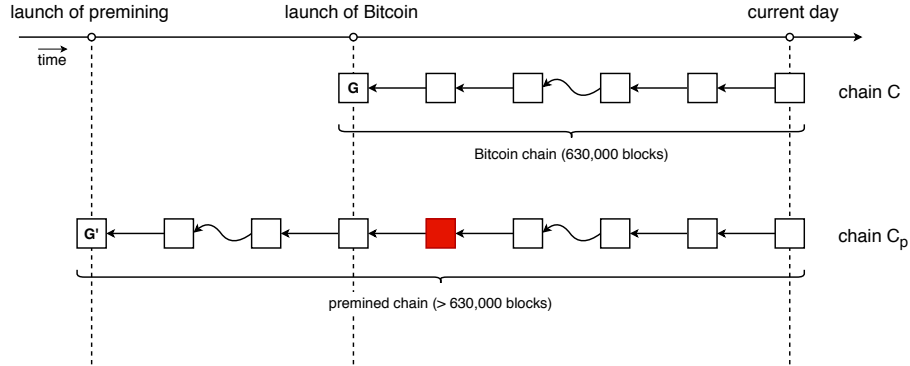 launch of premining
launch of Bitcoin
current day
time
G
chain C
Bitcoin chain (630,000 blocks)
G'
chain Cp
premined chain (> 630,000 blocks)